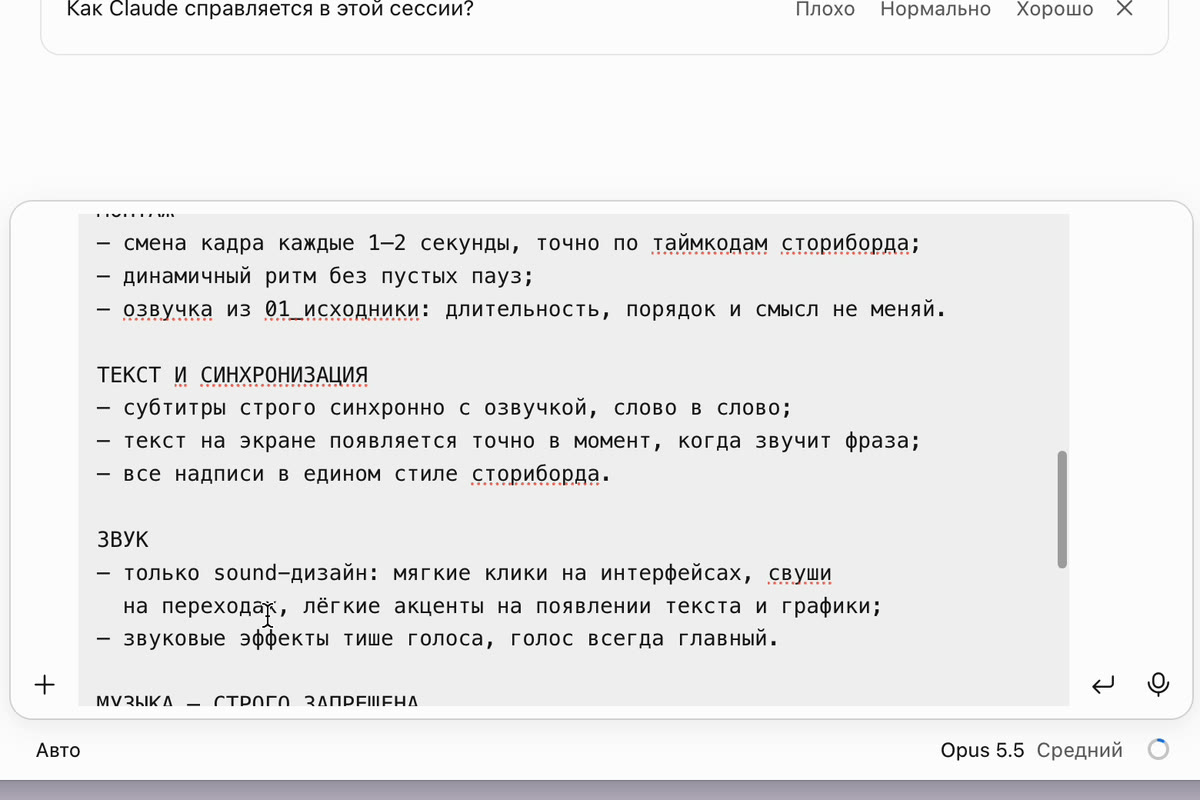 Как Claude справляется в этой сессии?
Плохо Нормально Хорошо
МОНТАЖ
— смена кадра каждые 1–2 секунды, точно по таймкодам сториборда;
— динамичный ритм без пустых пауз;
— озвучка из 01_исходники: длительность, порядок и смысл не меняй.
ТЕКСТ И СИНХРОНИЗАЦИЯ
— субтитры строго синхронно с озвучкой, слово в слово;
— текст на экране появляется точно в момент, когда звучит фраза;
— все надписи в едином стиле сториборда.
ЗВУК
— только sound-дизайн: мягкие клики на интерфейсах, свуши
на переходах, лёгкие акценты на появлении текста и графики;
— звуковые эффекты тише голоса, голос всегда главный.
МУЗЫКА — СТРОГО ЗАПРЕЩЕНА
Авто
Opus 5.5 Средний